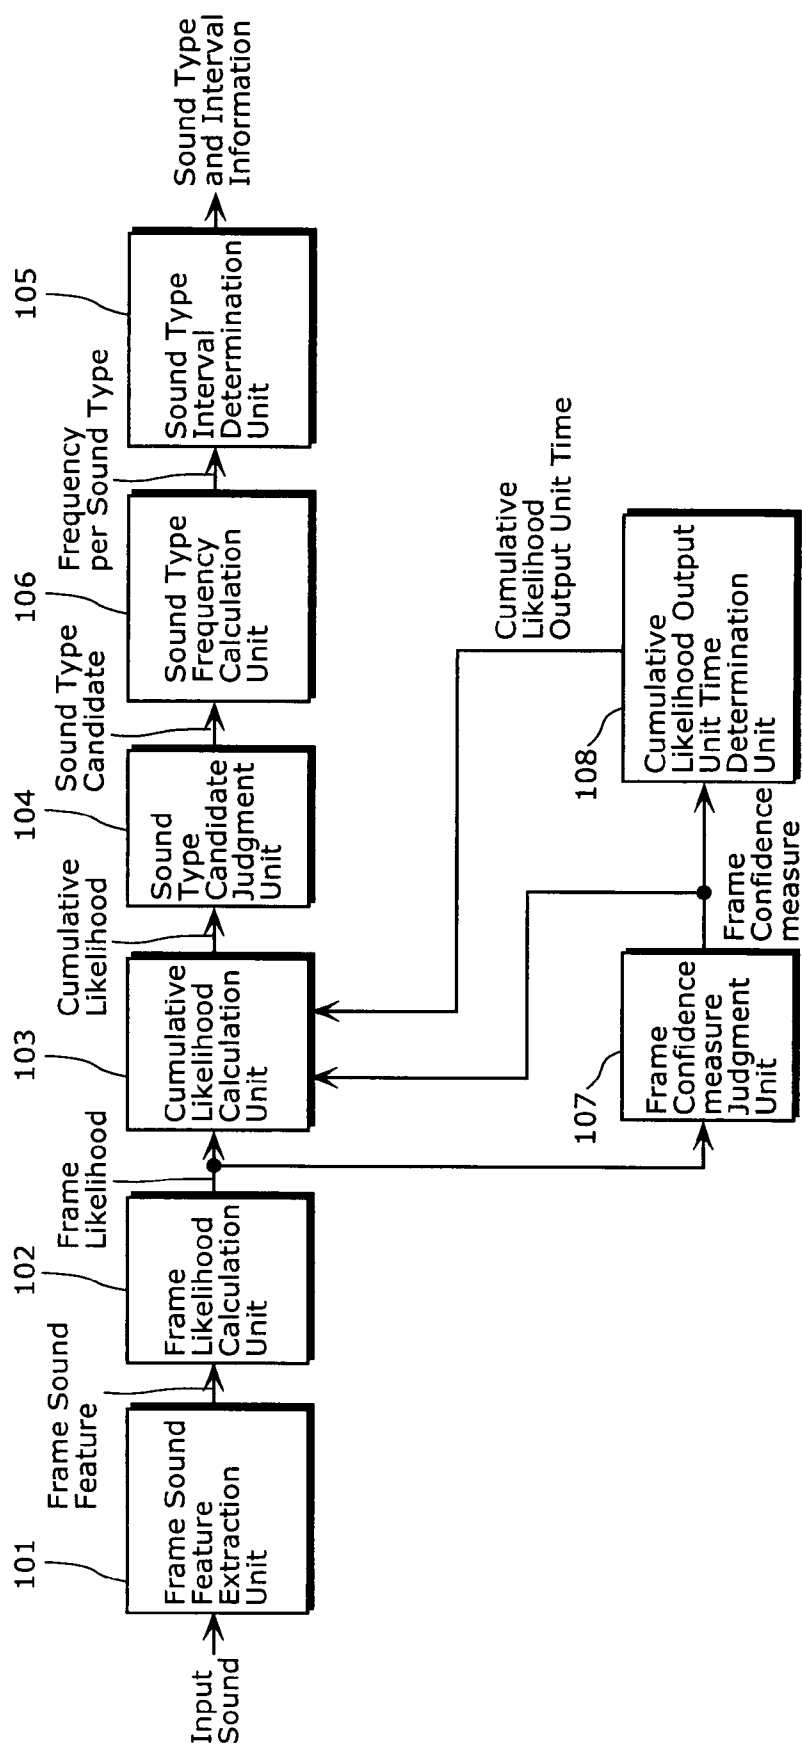 Input
Sound
101
Frame Sound
Feature
Extraction
Unit
Frame Sound
Feature
102
Frame
Likelihood
Calculation
Unit
Frame
Likelihood
103
Cumulative
Likelihood
Calculation
Unit
Cumulative
Likelihood
104
Sound
Type
Candidate
Judgment
Unit
Sound Type
Candidate
106
Sound Type
Frequency
Calculation
Unit
Frequency
per Sound Type
105
Sound Type
Interval
Determination
Unit
Sound Type
and Interval
Information
107
Frame
Confidence
measure
Judgment
Unit
Frame
Confidence
measure
108
Cumulative
Likelihood Output
Unit Time
Determination
Unit
Cumulative
Likelihood
Output Unit Time